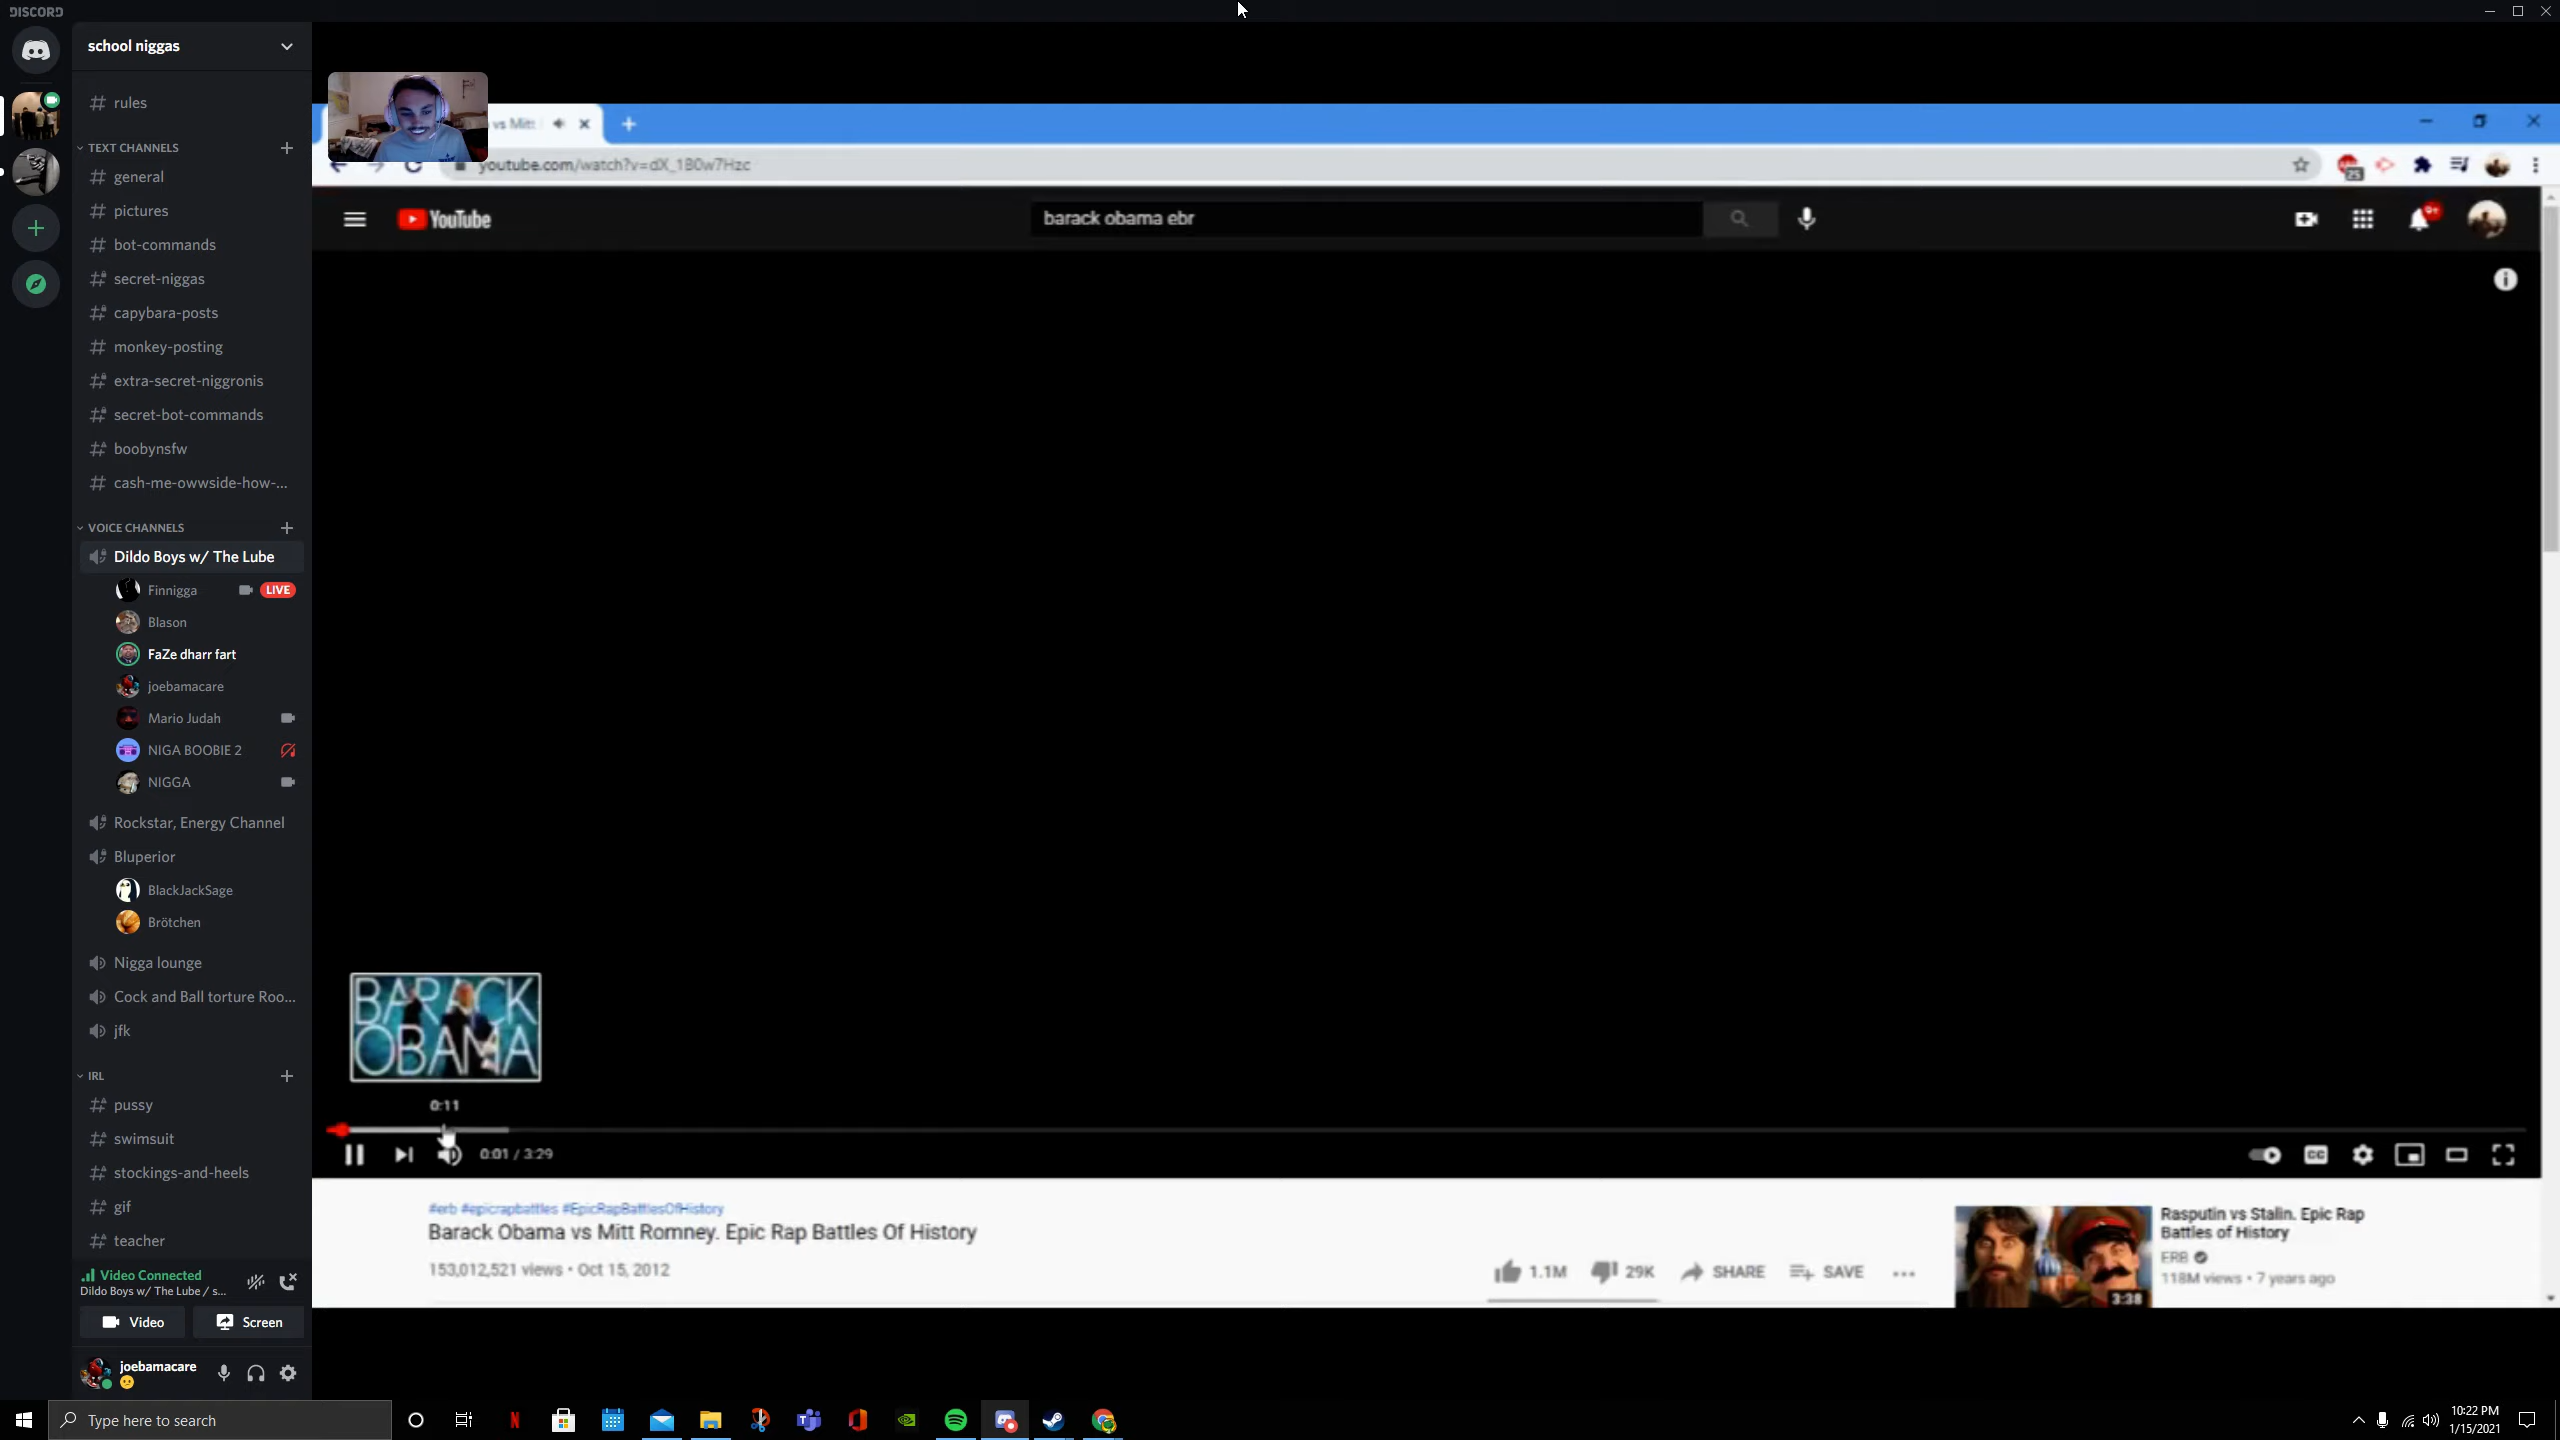 DISCORD
school niggas
rules
TEXT CHANNELS
general
pictures
bot-commands
secret-niggas
capybara-posts
monkey-posting
extra-secret-niggronis
secret-bot-commands
boobynsfw
cash-me-owwside-how-...
VOICE CHANNELS
Dildo Boys w/ The Lube
Finnigga
LIVE
Blason
FaZe dharr fart
joebamacare
Mario Judah
NIGA BOOBIE 2
NIGGA
Rockstar, Energy Channel
Bluperior
BlackJackSage
Brötchen
Nigga lounge
Cock and Ball torture Roo...
jfk
IRL
pussy
swimsuit
stockings-and-heels
gif
teacher
Video Connected
Dildo Boys w/ The Lube / s...
Video
Screen
joebamacare
vs Mitt
youtube.com/watch?v=dX_1B0w7Hzc
25
YouTube
barack obama ebr
9+
BARACK
OBAMA
0:11
0:01 / 3:29
CC
#erb #epicrapbattles #EpicRapBattlesOfHistory
Barack Obama vs Mitt Romney. Epic Rap Battles Of History
153,012,521 views • Oct 15, 2012
1.1M
29K
SHARE
SAVE
Rasputin vs Stalin. Epic Rap
Battles of History
ERB
118M views • 7 years ago
3:38
Type here to search
10:22 PM
1/15/2021